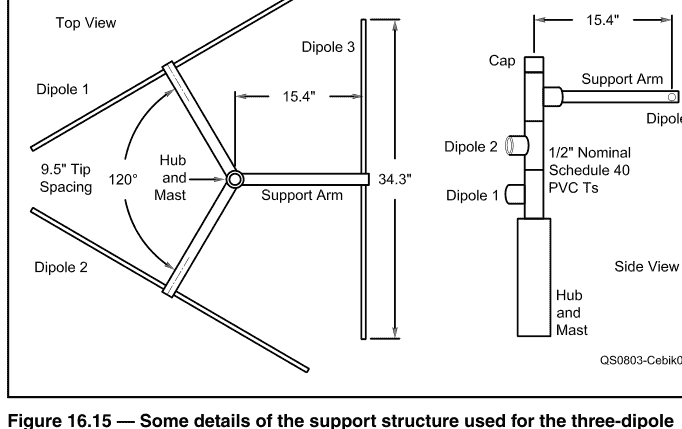 Top View
Dipole 3
15.4"
Dipole 1
9.5" Tip
Spacing
120°
Hub
and
Mast
Support Arm
34.3"
Dipole 2
15.4"
Cap
Support Arm
Dipole
Dipole 2
1/2" Nominal
Schedule 40
PVC Ts
Dipole 1
Side View
Hub
and
Mast
QS0803-Cebik0
Figure 16.15 — Some details of the support structure used for the three-dipole